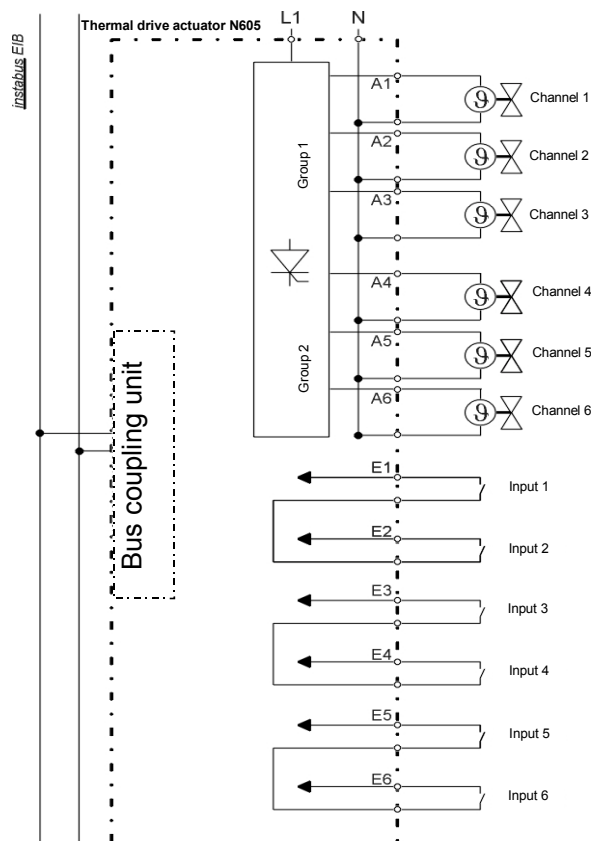 Thermal drive actuator N605
L1
N
instabus EIB
A1
Channel 1
A2
Channel 2
Group 1
A3
Channel 3
A4
Channel 4
A5
Channel 5
Group 2
A6
Channel 6
ϑ
ϑ
ϑ
ϑ
ϑ
ϑ
Bus coupling unit
E1
Input 1
E2
Input 2
E3
Input 3
E4
Input 4
E5
Input 5
E6
Input 6